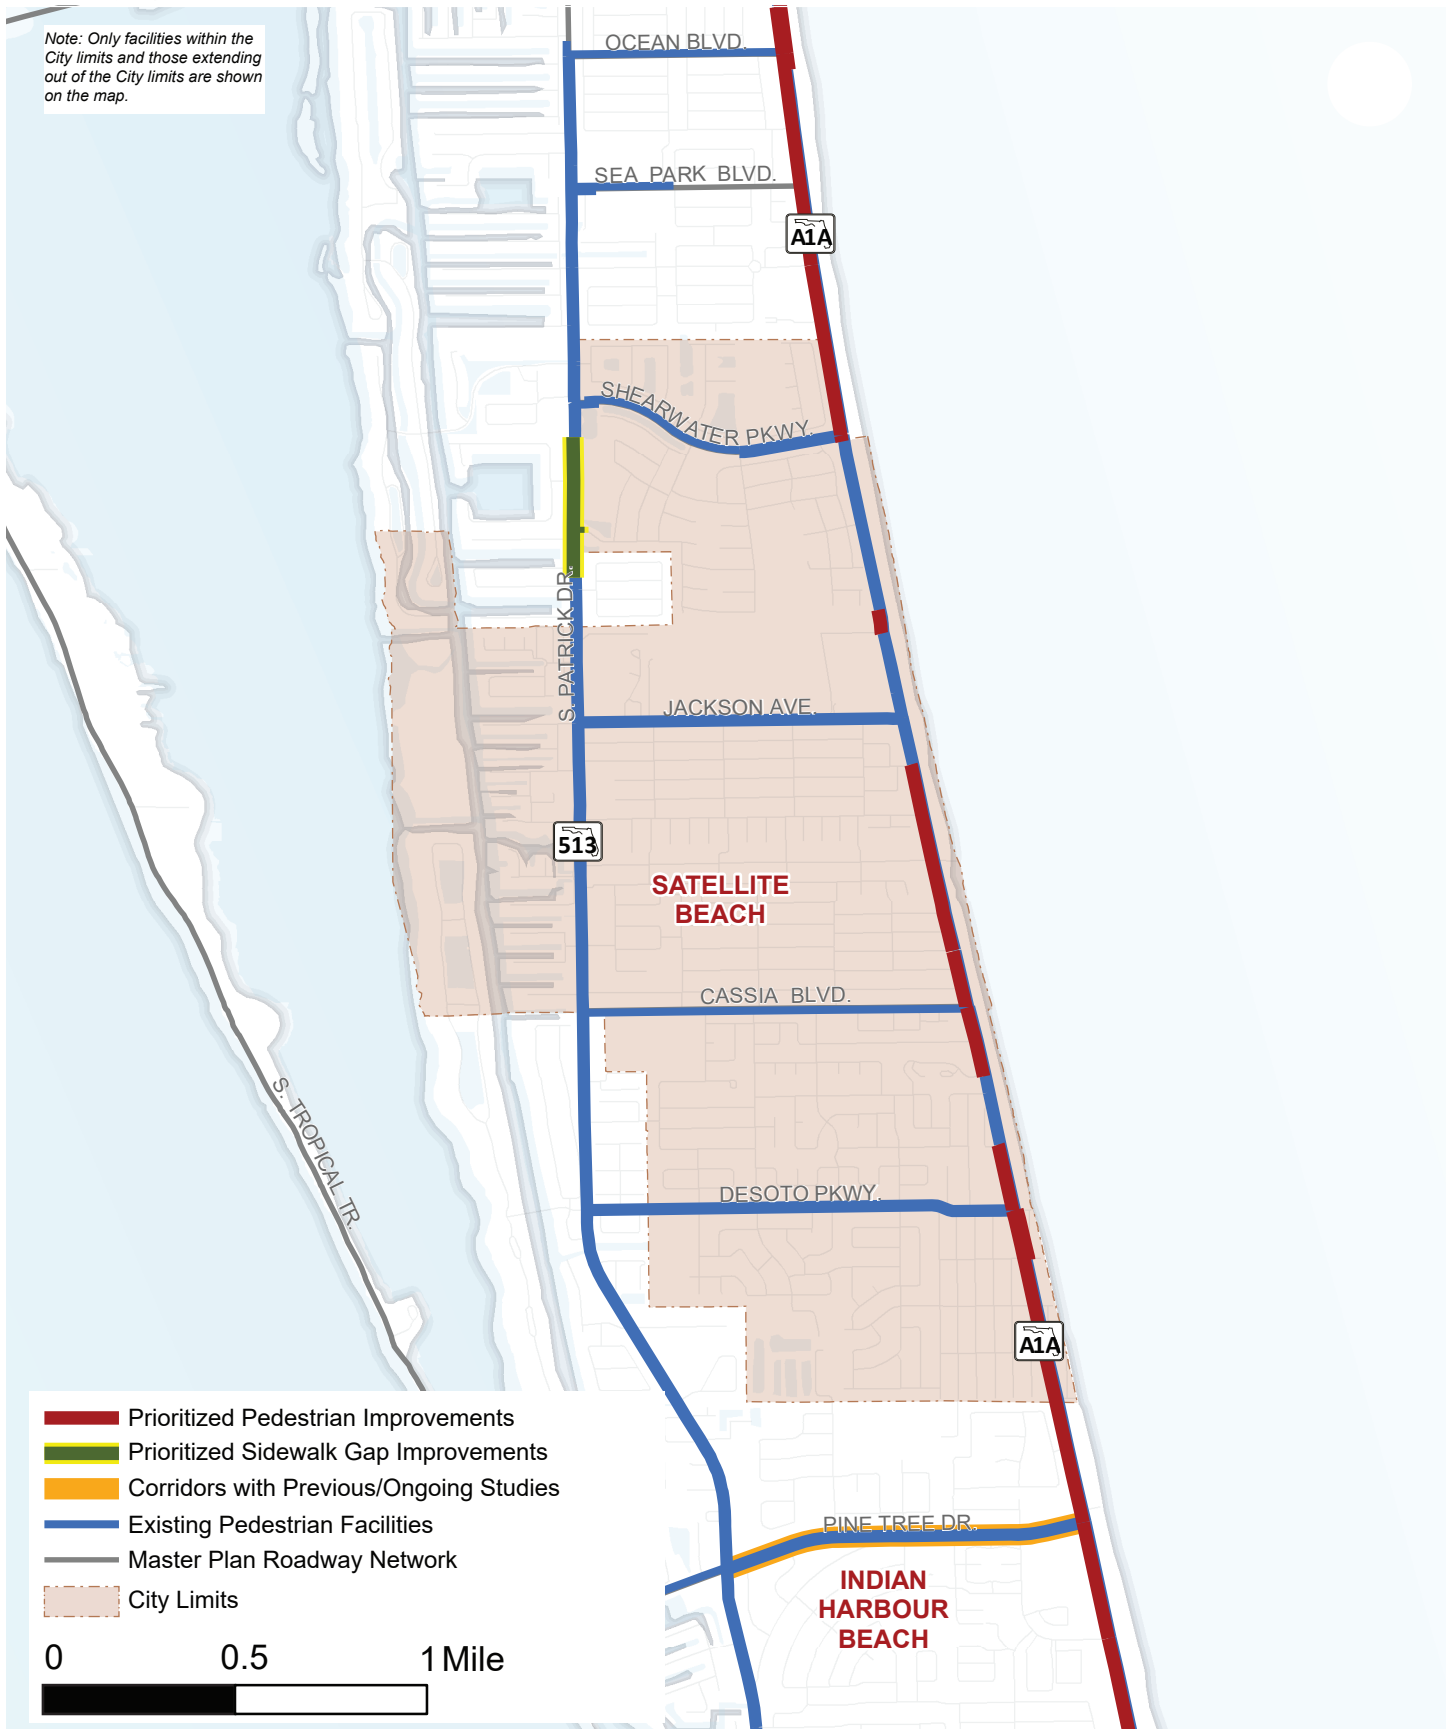 Note: Only facilities within the
City limits and those extending
out of the City limits are shown
on the map.
OCEAN BLVD.
SEA PARK BLVD.
A1A
SHEARWATER PKWY.
S. PATRICK DR.
JACKSON AVE.
513
SATELLITE
BEACH
CASSIA BLVD.
S. TROPICAL TR.
DESOTO PKWY.
A1A
PINE TREE DR.
INDIAN
HARBOUR
BEACH
Prioritized Pedestrian Improvements
Prioritized Sidewalk Gap Improvements
Corridors with Previous/Ongoing Studies
Existing Pedestrian Facilities
Master Plan Roadway Network
City Limits
0 0.5 1 Mile